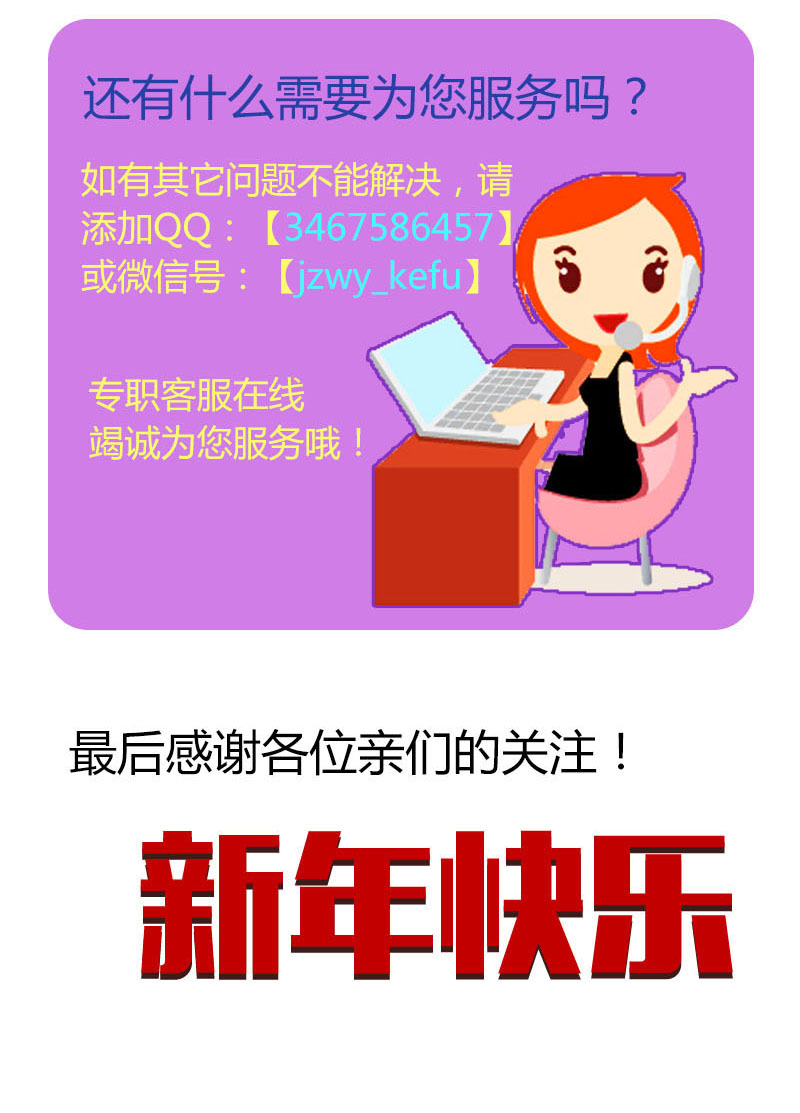 还有什么需要为您服务吗？
如有其它问题不能解决，请
添加QQ：【3467586457】
或微信号：【jzwy_kefu】
专职客服在线
竭诚为您服务哦！
最后感谢各位亲们的关注！
新年快乐